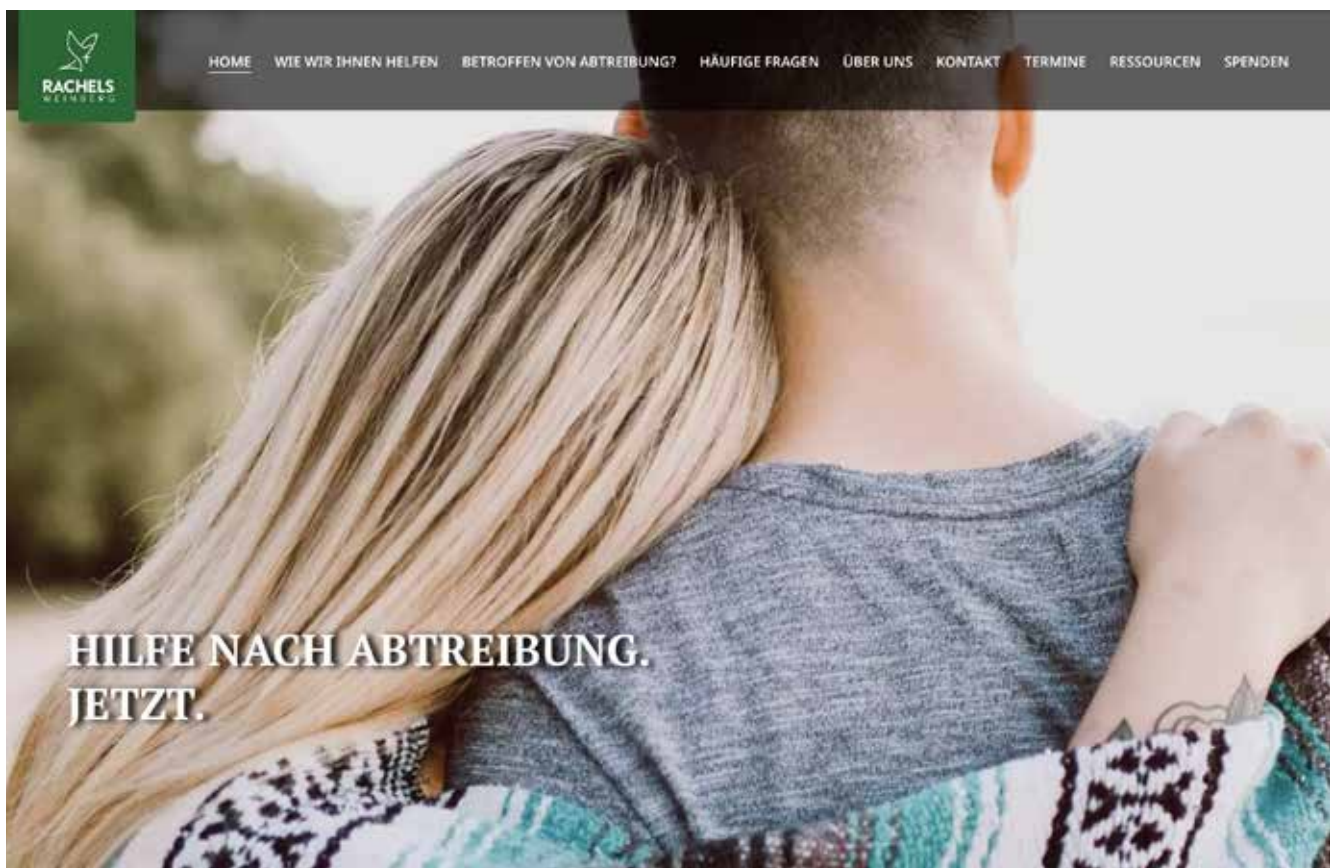 RACHELS
WEINBERG
HOME WIE WIR IHNEN HELFEN BETROFFEN VON ABTREIBUNG? HÄUFIGE FRAGEN ÜBER UNS KONTAKT TERMINE RESSOURCEN SPENDEN
HILFE NACH ABTREIBUNG.
JETZT.